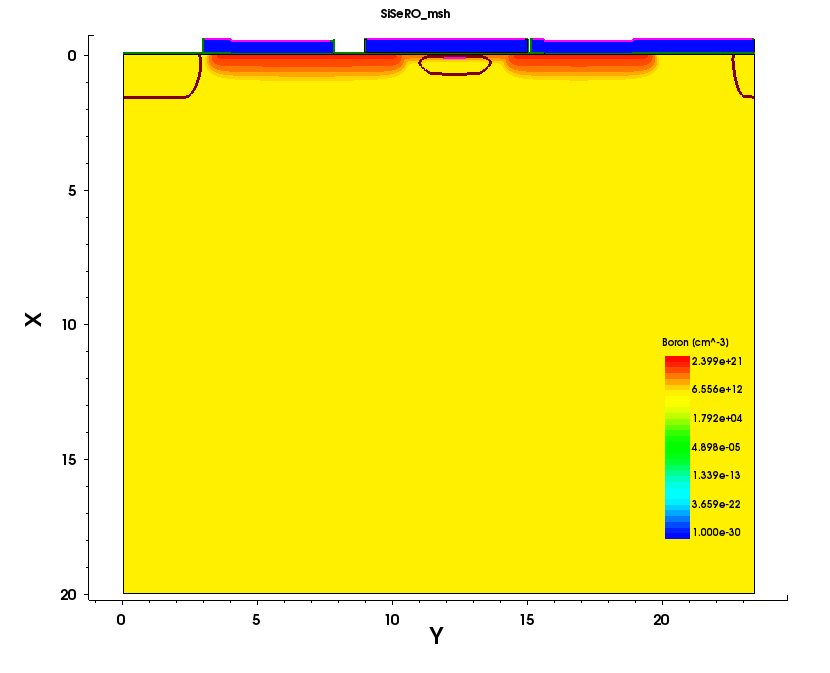 SiSeRO_msh
0
5
10
15
20
X
Boron (cm^-3)
2.399e+21
6.556e+12
1.792e+04
4.898e-05
1.339e-13
3.659e-22
1.000e-30
0 5 10 15 20
Y